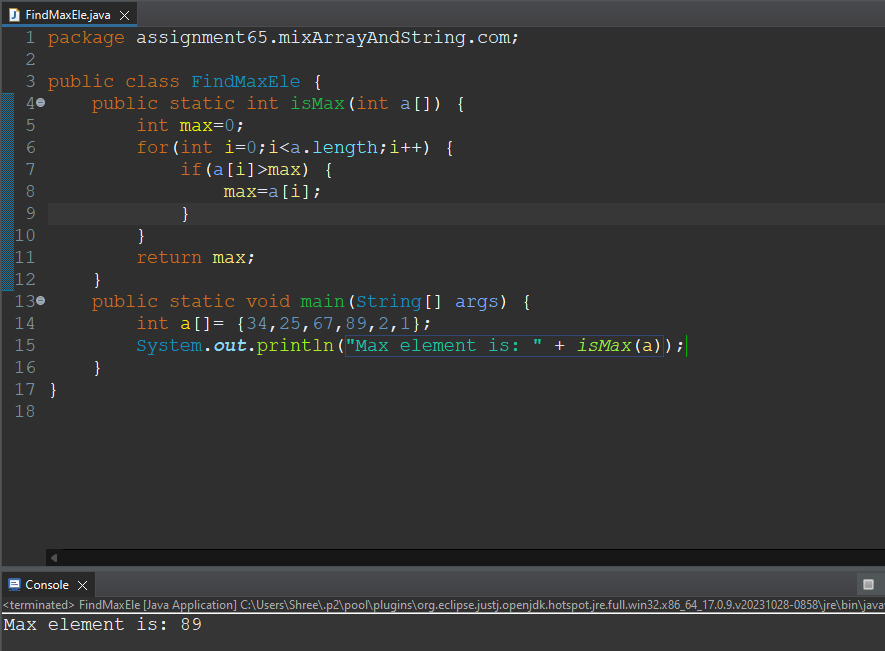 FindMaxEle.java
1 package assignment65.mixArrayAndString.com;
2
3 public class FindMaxEle {
4     public static int isMax(int a[]) {
5         int max=0;
6         for(int i=0;i<a.length;i++) {
7             if(a[i]>max) {
8                 max=a[i];
9             }
10         }
11         return max;
12     }
13     public static void main(String[] args) {
14         int a[]= {34,25,67,89,2,1};
15         System.out.println("Max element is: " + isMax(a));
16     }
17 }
18
Console
<terminated> FindMaxEle [Java Application] C:\Users\Shree\.p2\pool\plugins\org.eclipse.justj.openjdk.hotspot.jre.full.win32.x86_64_17.0.9.v20231028-0858\jre\bin\java
Max element is: 89